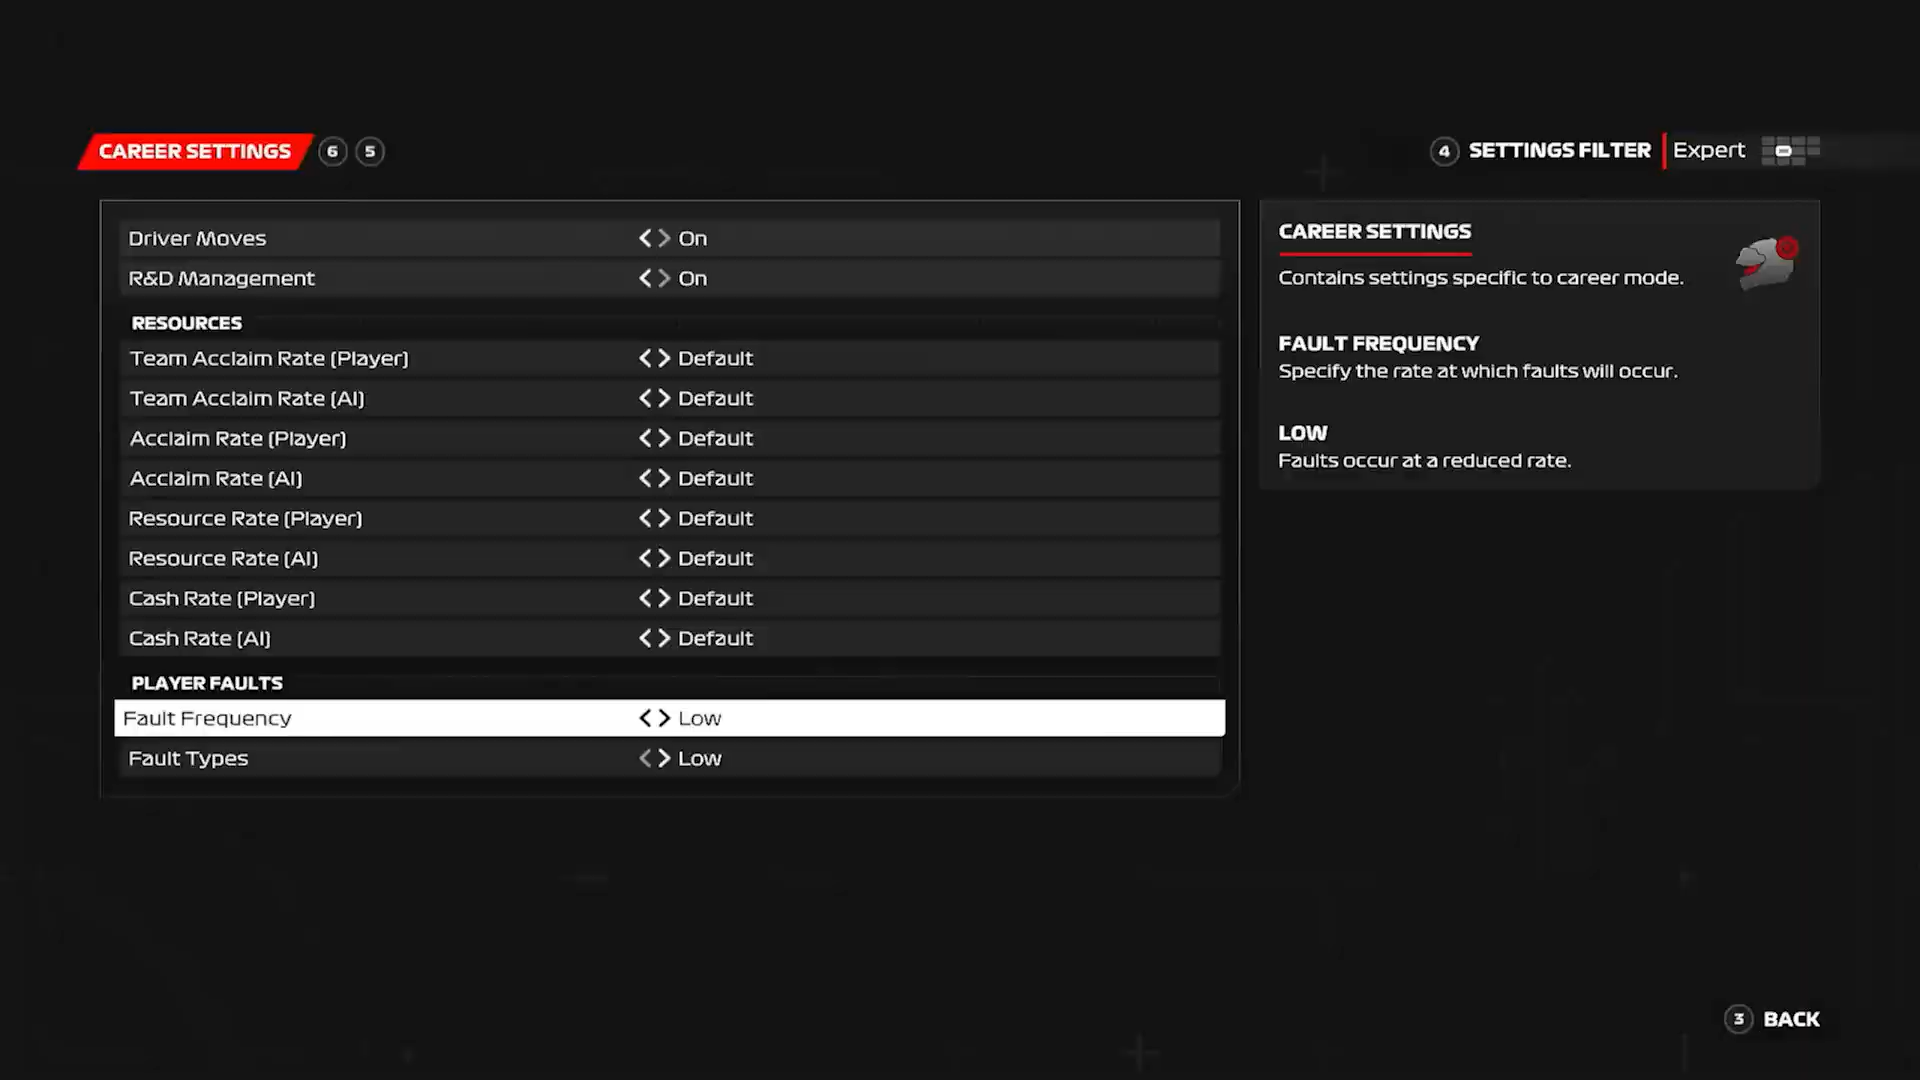 CAREER SETTINGS 6 5
4 SETTINGS FILTER Expert
Driver Moves On
R&D Management On
RESOURCES
Team Acclaim Rate (Player) Default
Team Acclaim Rate (AI) Default
Acclaim Rate (Player) Default
Acclaim Rate (AI) Default
Resource Rate (Player) Default
Resource Rate (AI) Default
Cash Rate (Player) Default
Cash Rate (AI) Default
PLAYER FAULTS
Fault Frequency Low
Fault Types Low
CAREER SETTINGS
Contains settings specific to career mode.
FAULT FREQUENCY
Specify the rate at which faults will occur.
LOW
Faults occur at a reduced rate.
3 BACK